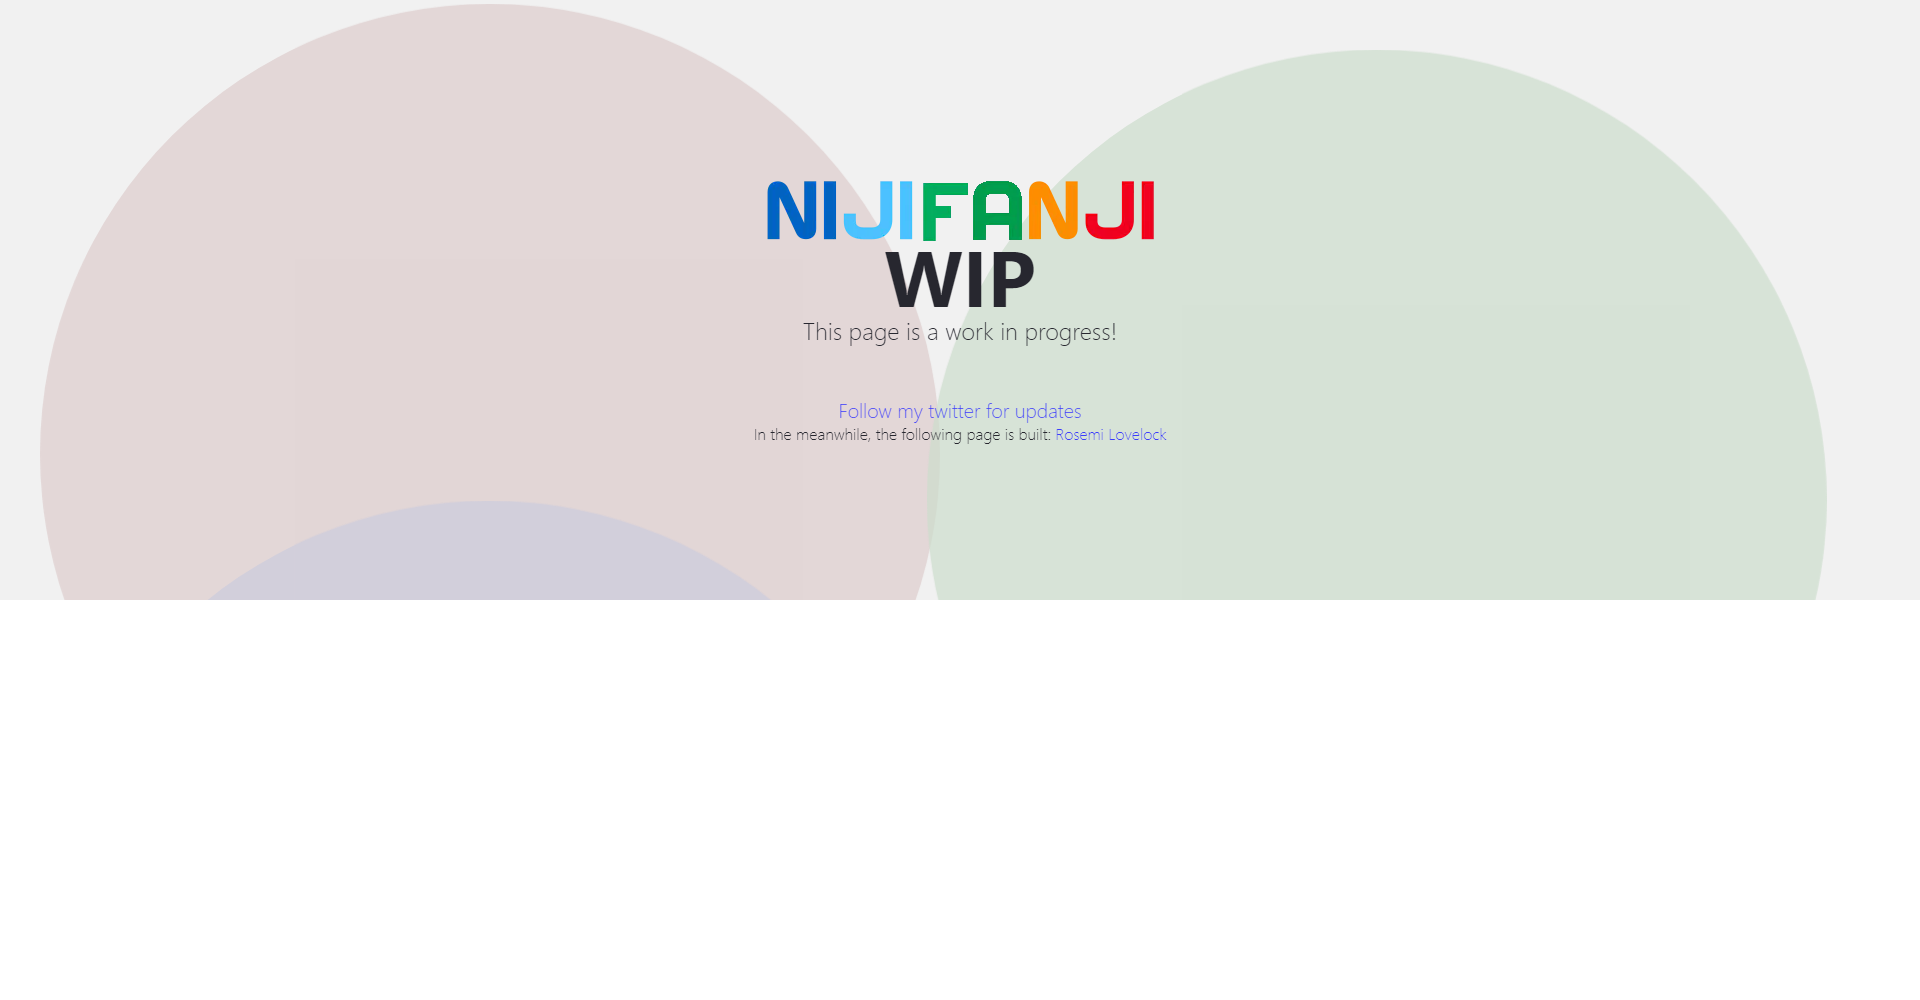 NIJIFANJI
WIP
This page is a work in progress!
Follow my twitter for updates
In the meanwhile, the following page is built: Rosemi Lovelock